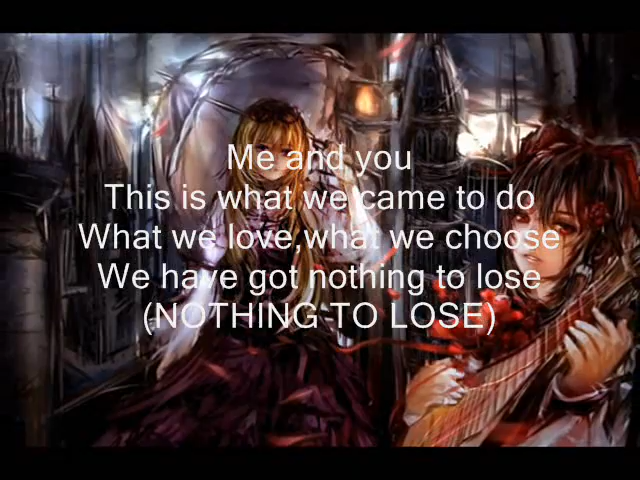 Me and you
This is what we came to do
What we love,what we choose
We have got nothing to lose
(NOTHING TO LOSE)